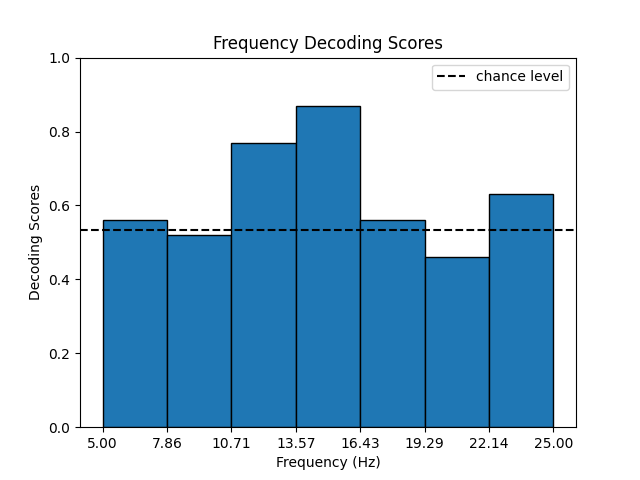 Frequency Decoding Scores
chance level
1.0
0.8
0.6
0.4
0.2
0.0
Decoding Scores
5.00 7.86 10.71 13.57 16.43 19.29 22.14 25.00
Frequency (Hz)